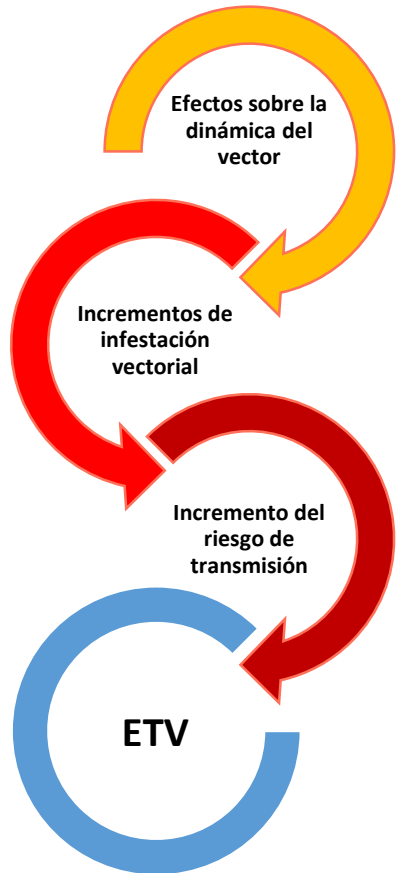 Efectos sobre la
dinámica del
vector
Incrementos de
infestación
vectorial
Incremento del
riesgo de
transmisión
ETV